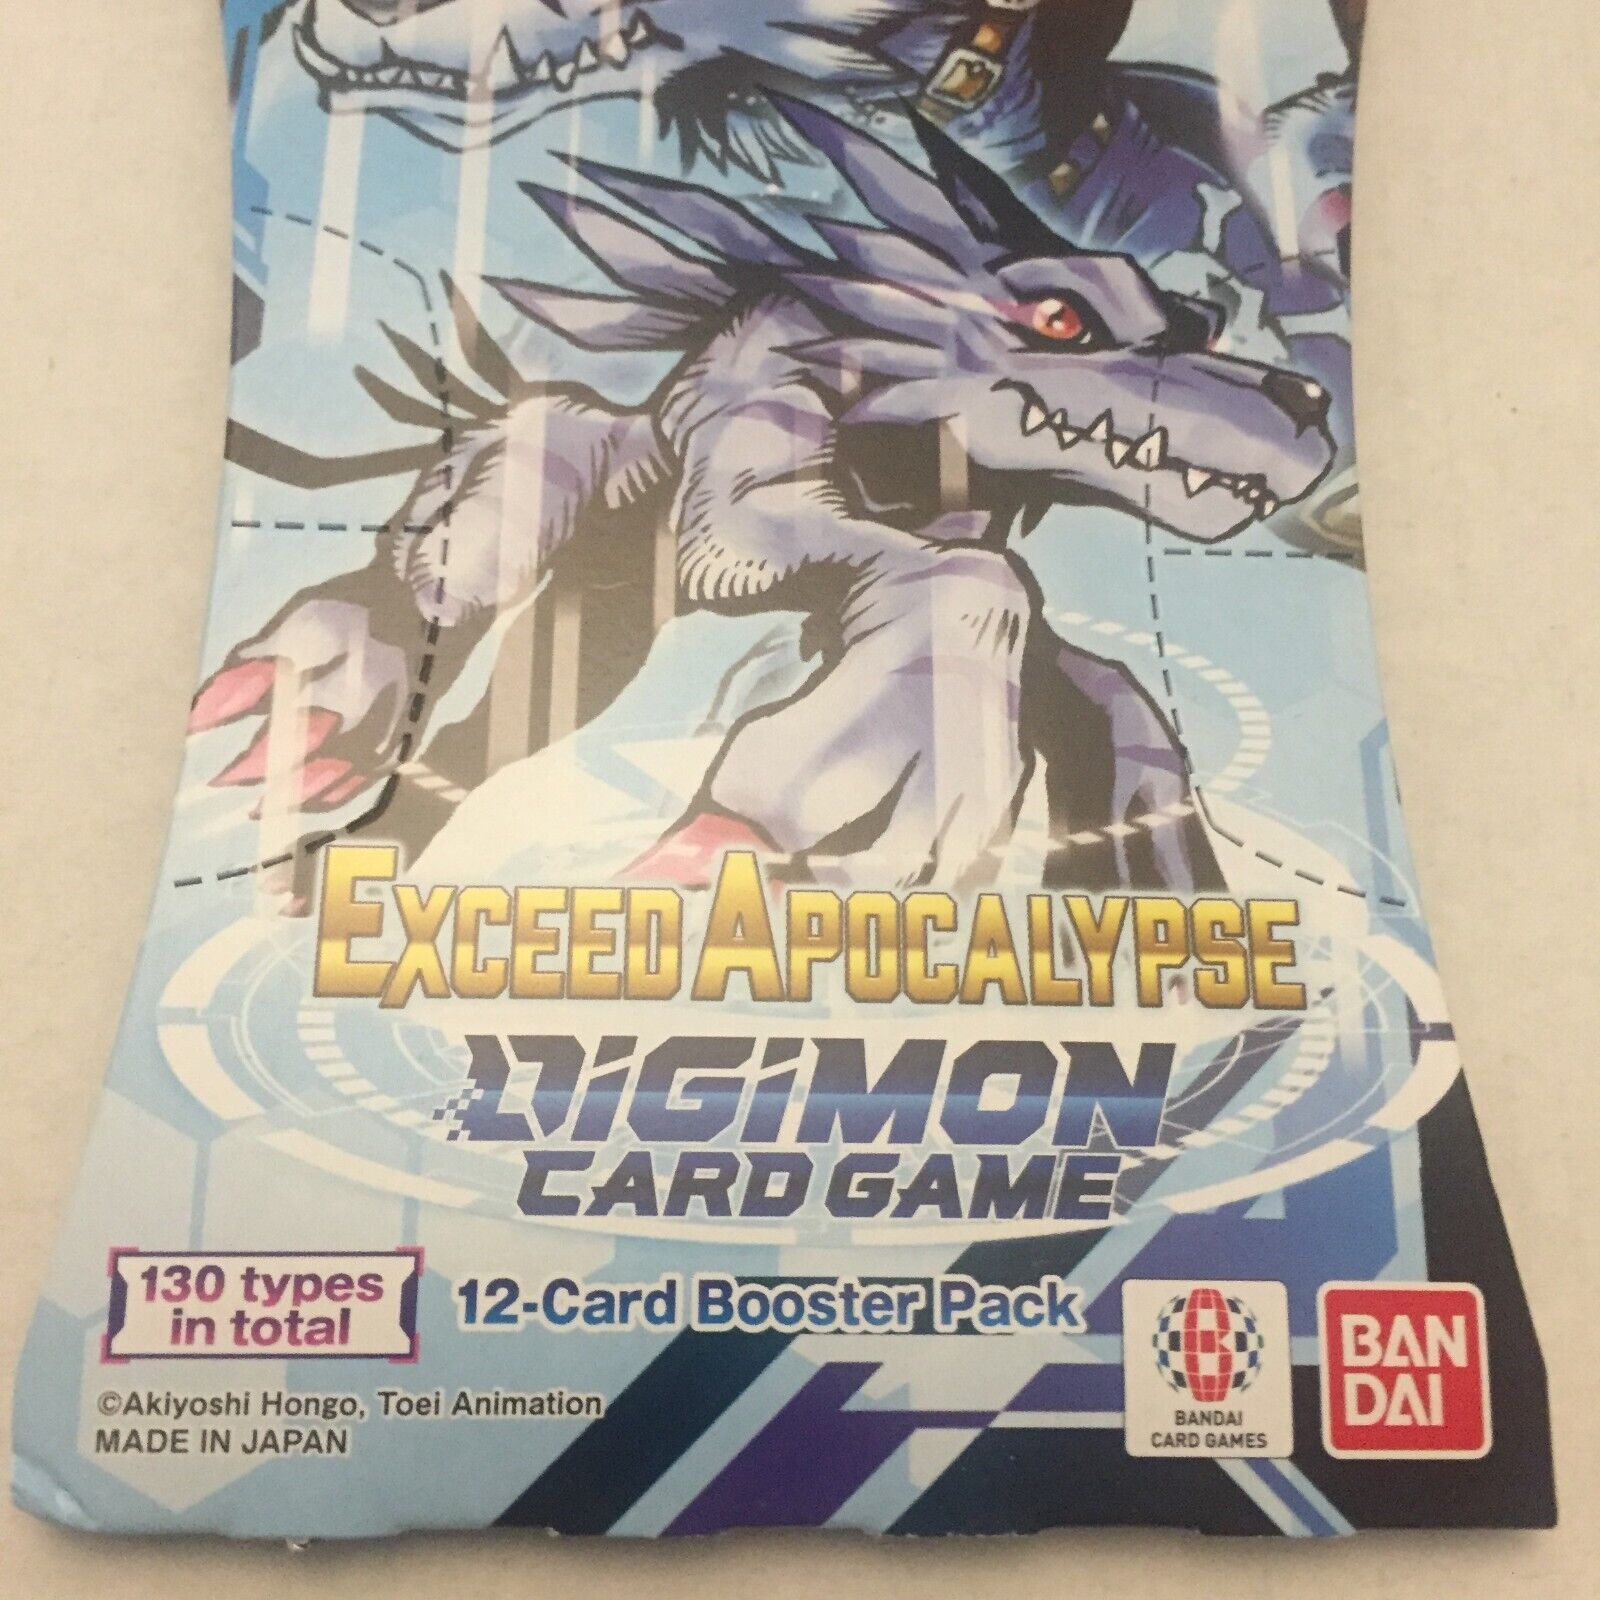 EXCEED APOCALYPSE
DIGIMON
CARD GAME
130 types
in total
12-Card Booster Pack
©Akiyoshi Hongo, Toei Animation
MADE IN JAPAN
BANDAI
CARD GAMES
BAN
DAI